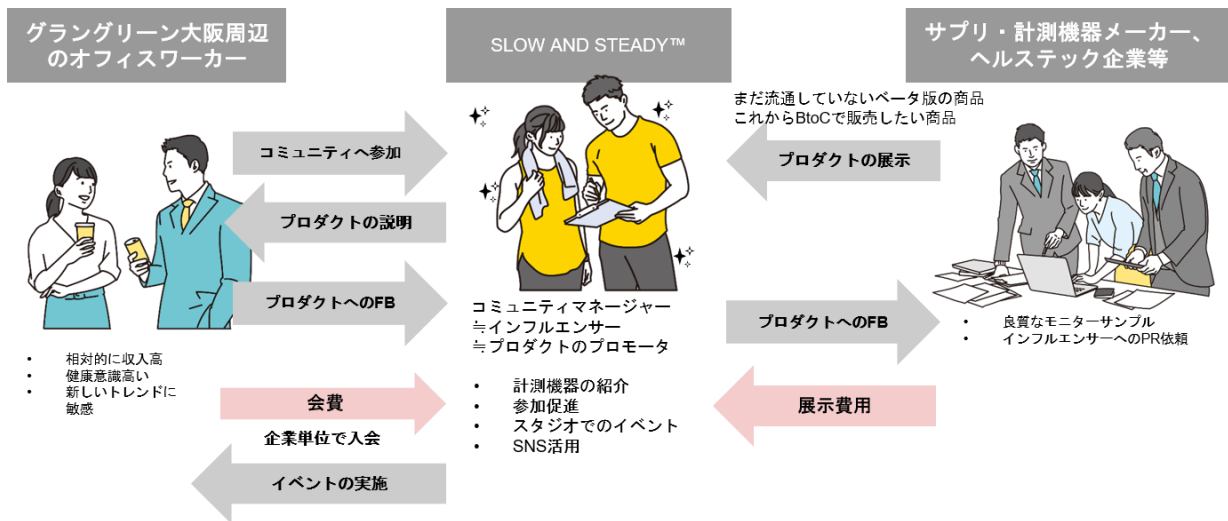 グラングリーン大阪周辺
のオフィスワーカー
SLOW AND STEADY™
サプリ・計測機器メーカー、
ヘルステック企業等
まだ流通していないベータ版の商品
これからBtoCで販売したい商品
コミュニティへ参加
プロダクトの展示
プロダクトの説明
プロダクトへのFB
コミュニティマネージャー
≒インフルエンサー
≒プロダクトのプロモータ
プロダクトへのFB
• 良質なモニターサンプル
• インフルエンサーへのPR依頼
• 相対的に収入高
• 健康意識高い
• 新しいトレンドに
敏感
• 計測機器の紹介
• 参加促進
• スタジオでのイベント
• SNS活用
会費
展示費用
企業単位で入会
イベントの実施